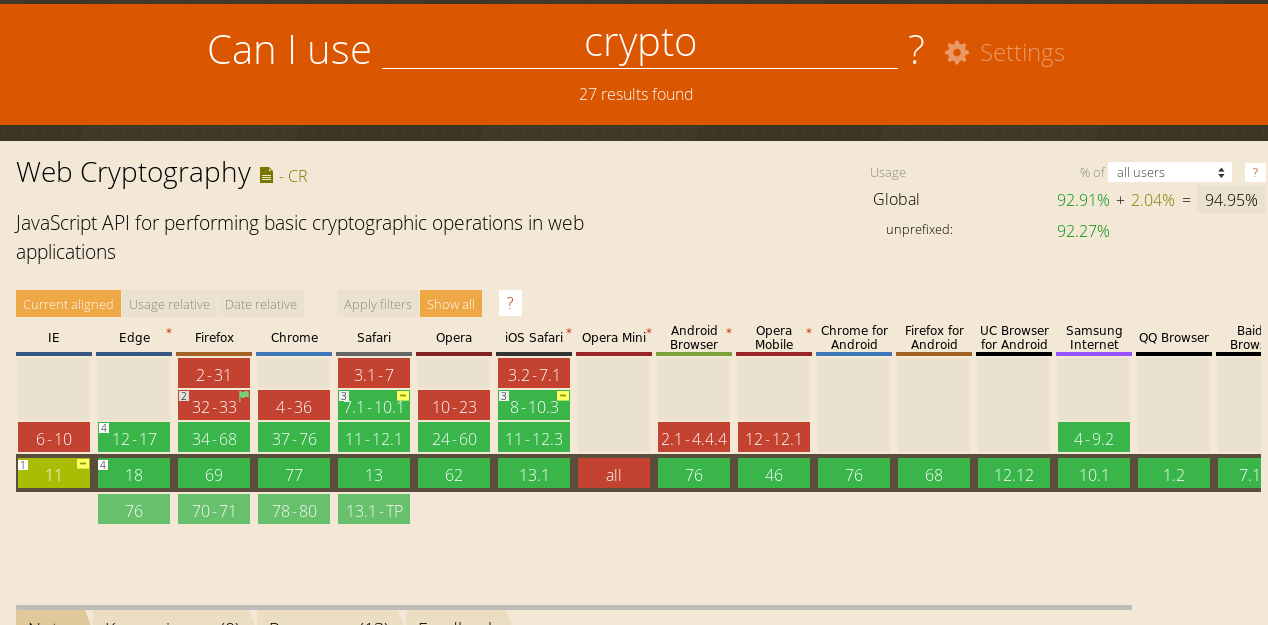 Can I use crypto ? Settings
27 results found
Web Cryptography - CR
Usage % of all users ?
Global 92.91% + 2.04% = 94.95%
unprefixed: 92.27%
JavaScript API for performing basic cryptographic operations in web
applications
Current aligned Usage relative Date relative Apply filters Show all ?
IE Edge * Firefox Chrome Safari Opera iOS Safari * Opera Mini * Android Browser * Opera Mobile * Chrome for Android Firefox for Android UC Browser for Android Samsung Internet QQ Browser
2-31 3.1-7 3.2-7.1
2 32-33 4-36 3 7.1-10.1 10-23 3 8-10.3
6-10 4 12-17 34-68 37-76 11-12.1 24-60 11-12.3 2.1-4.4.4 12-12.1 4-9.2
1 11 4 18 69 77 13 62 13.1 all 76 46 76 68 12.12 10.1 1.2 7.1
76 70-71 78-80 13.1-TP